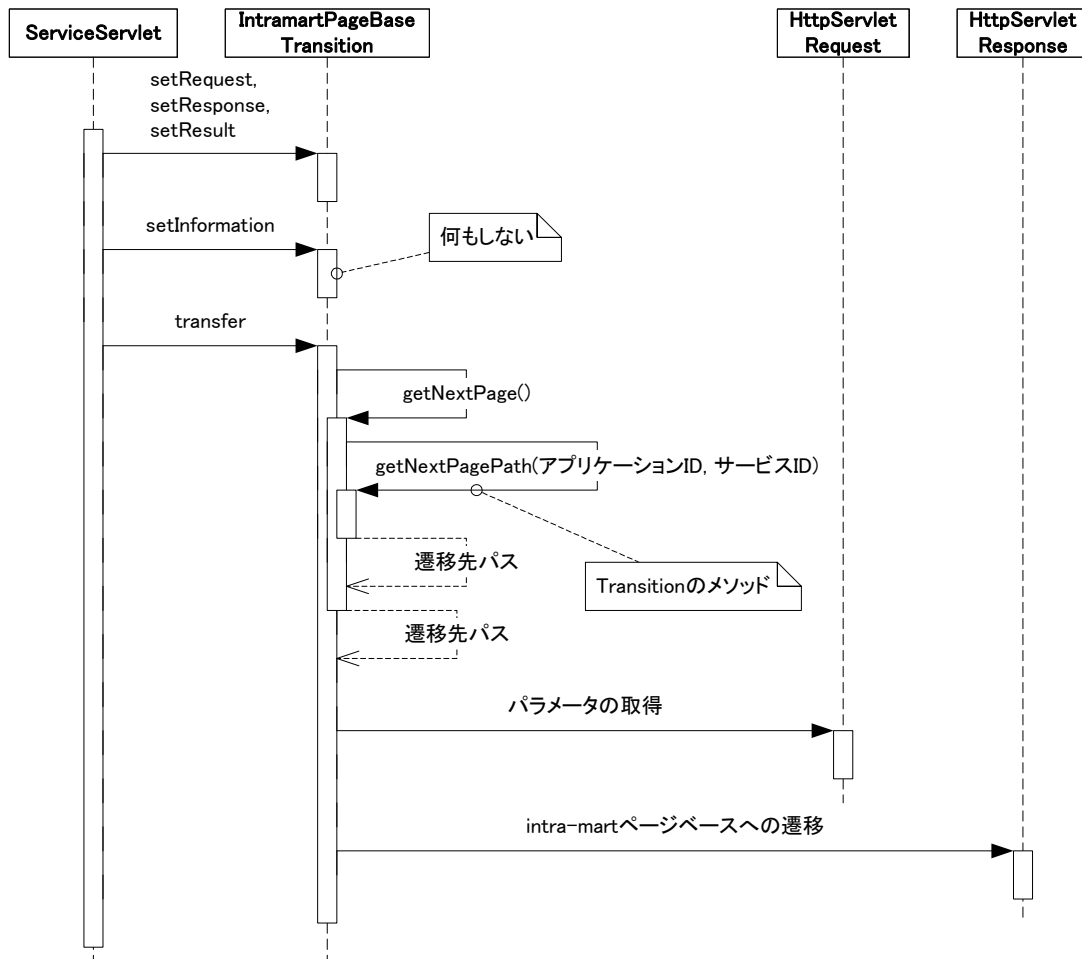 ServiceServlet
IntramartPageBase
Transition
HttpServlet
Request
HttpServlet
Response
setRequest,
setResponse,
setResult
setInformation
何もしない
transfer
getNextPage()
getNextPagePath(アプリケーションID, サービスID)
遷移先パス
Transitionのメソッド
遷移先パス
パラメータの取得
intra-martページベースへの遷移